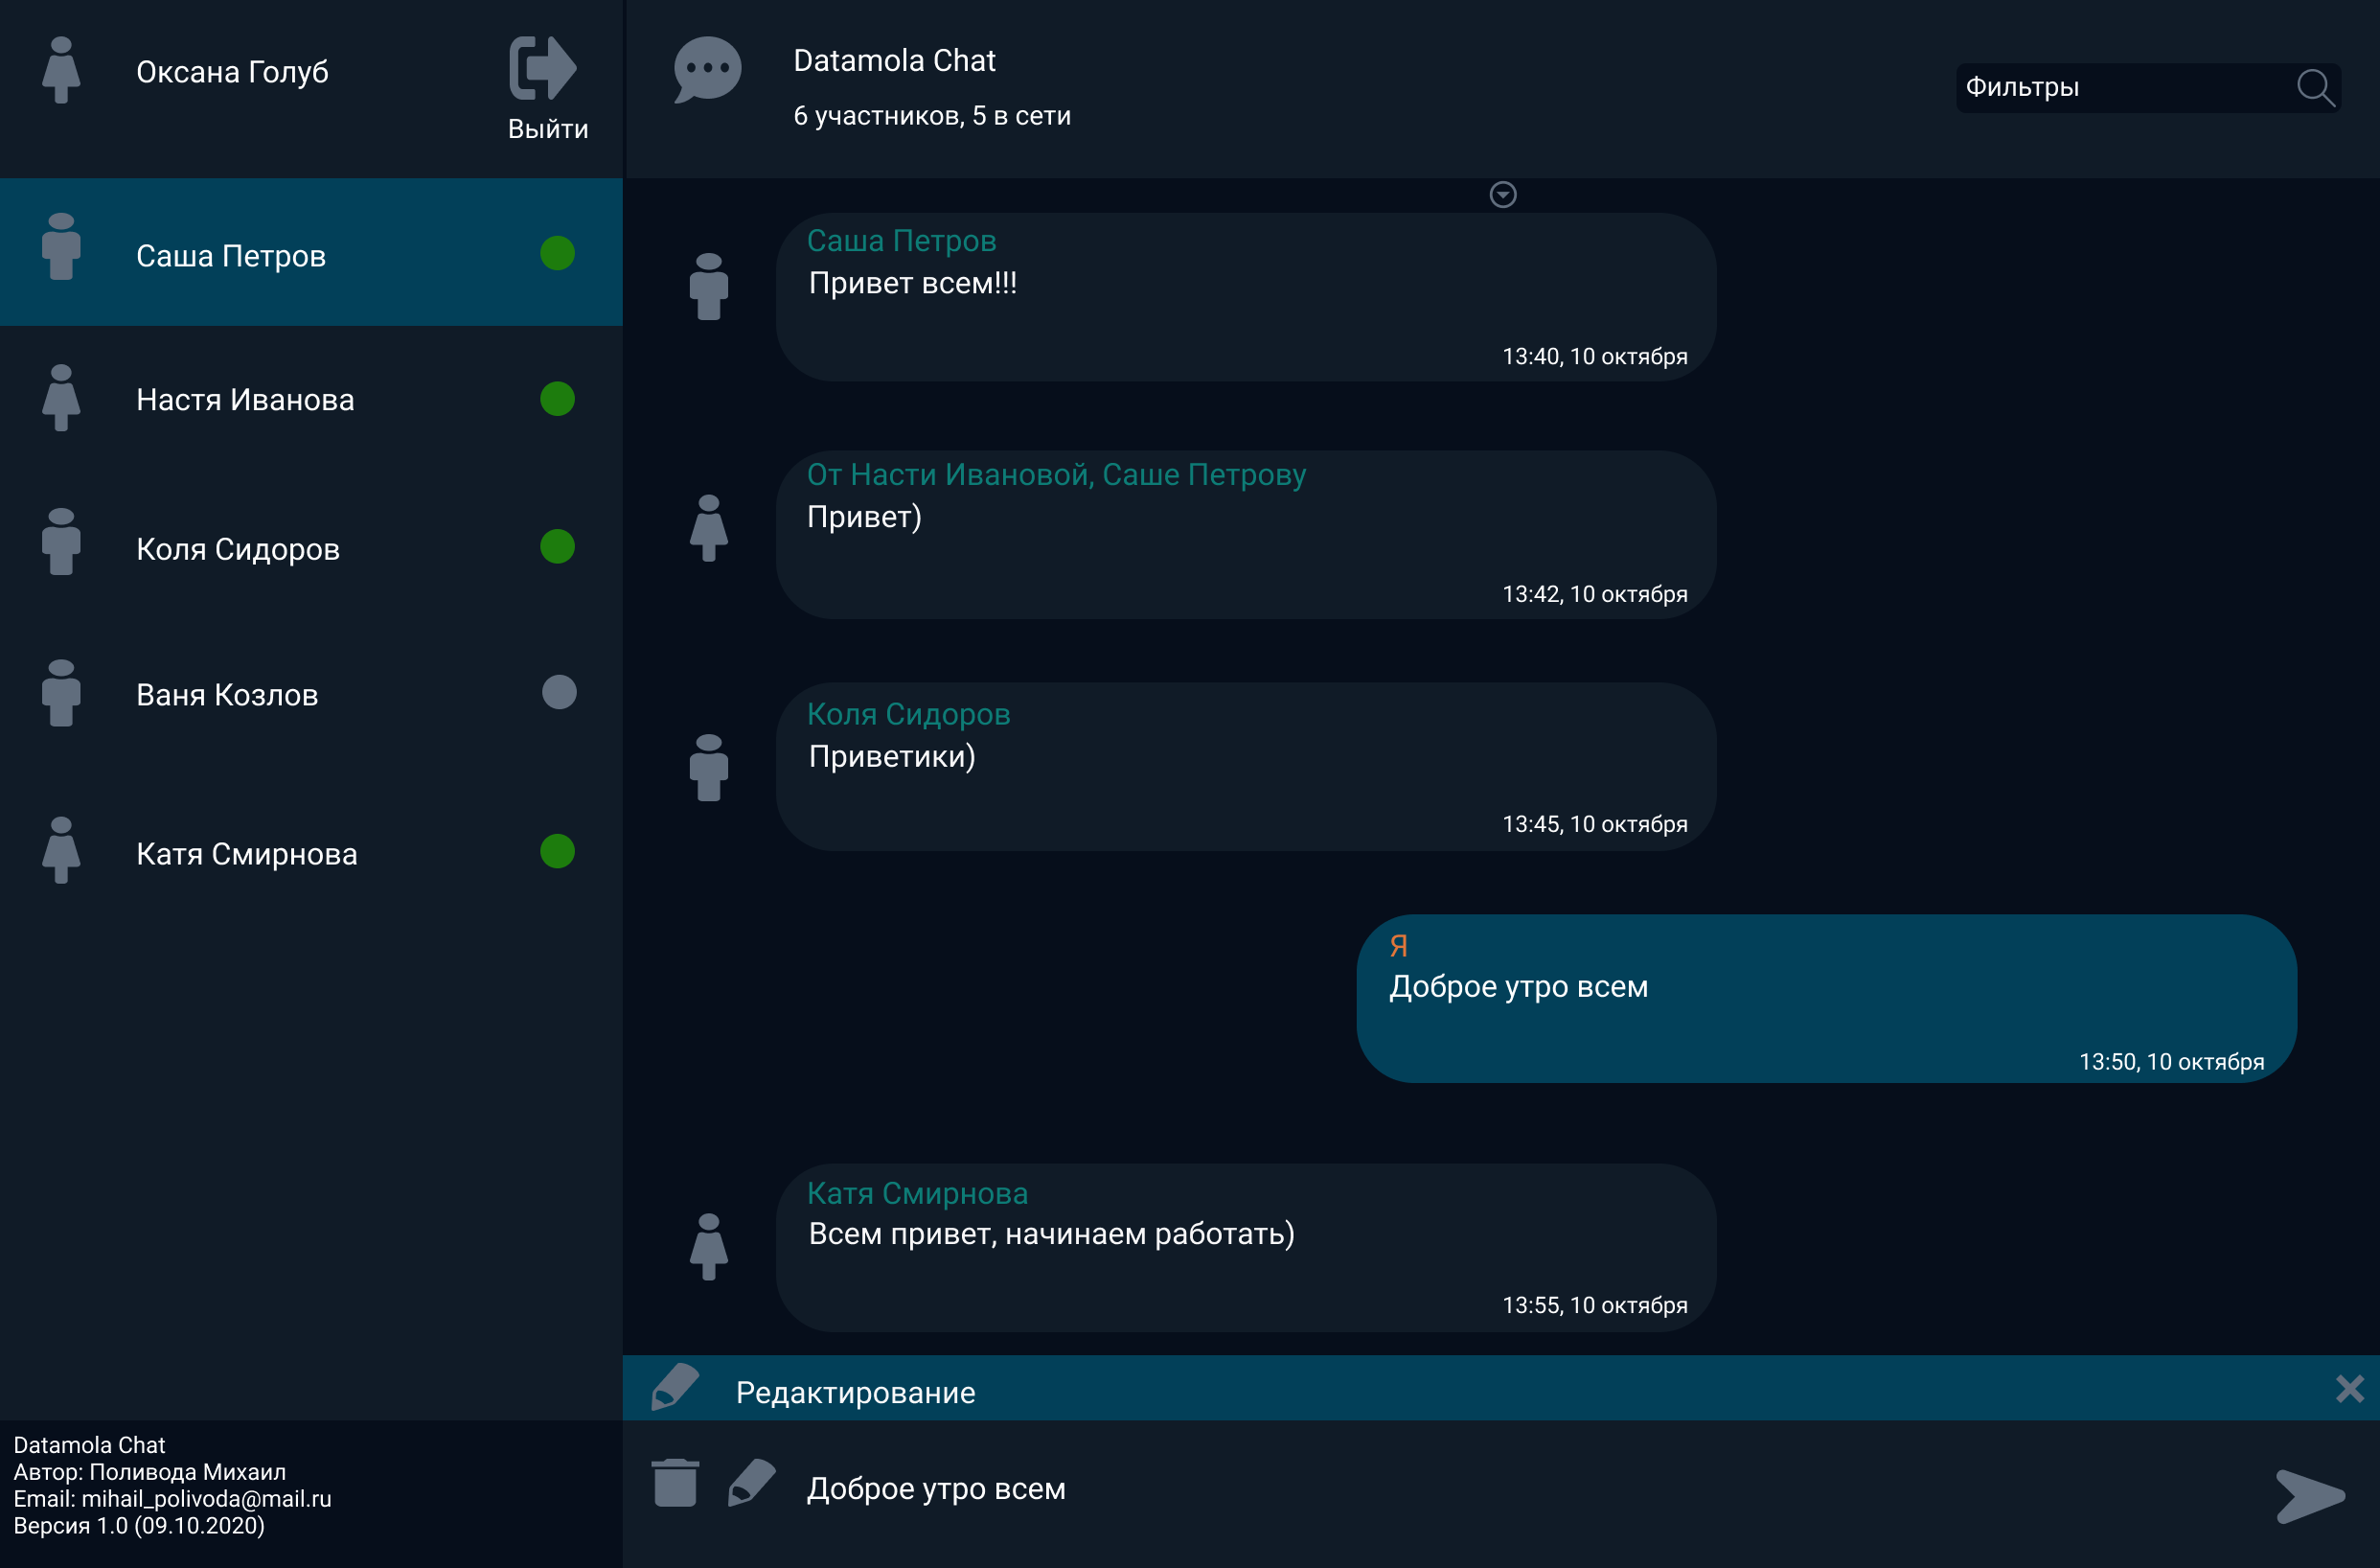 Оксана Голуб
Выйти
Саша Петров
Настя Иванова
Коля Сидоров
Ваня Козлов
Катя Смирнова
Datamola Chat
Автор: Поливода Михаил
Email: mihail_polivoda@mail.ru
Версия 1.0 (09.10.2020)
Datamola Chat
6 участников, 5 в сети
Фильтры
Саша Петров
Привет всем!!!
13:40, 10 октября
От Насти Ивановой, Саше Петрову
Привет)
13:42, 10 октября
Коля Сидоров
Приветики)
13:45, 10 октября
Я
Доброе утро всем
13:50, 10 октября
Катя Смирнова
Всем привет, начинаем работать)
13:55, 10 октября
Редактирование
Доброе утро всем